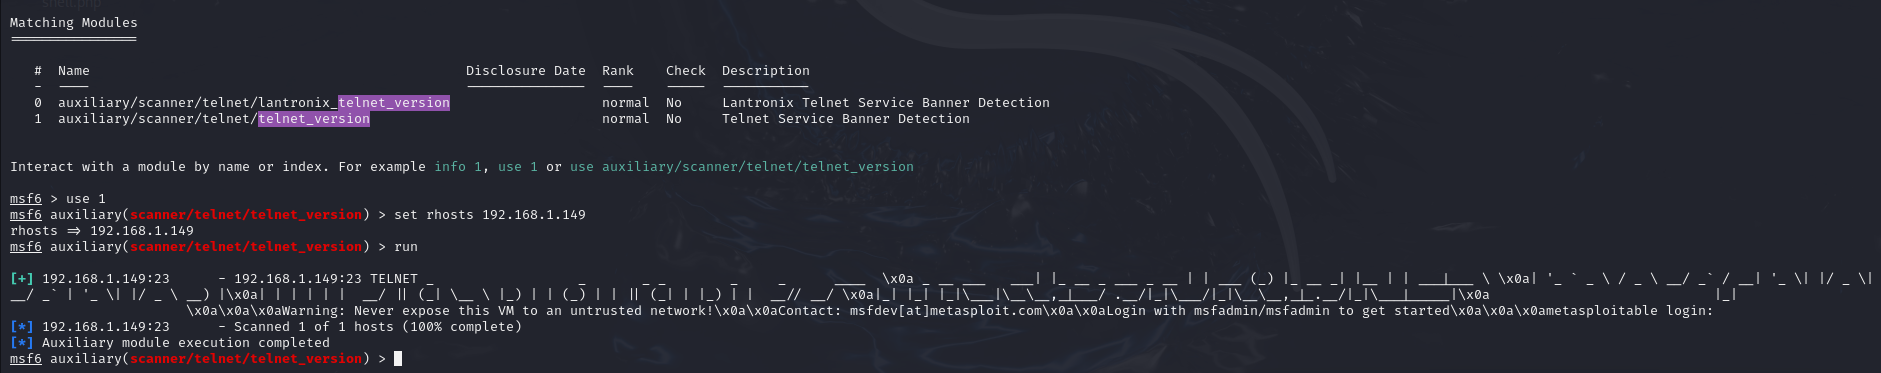 shell.php
Matching Modules
================
#  Name                                              Disclosure Date  Rank    Check  Description
-  ----                                              ---------------  ----    -----  -----------
0  auxiliary/scanner/telnet/lantronix_telnet_version                   normal  No     Lantronix Telnet Service Banner Detection
1  auxiliary/scanner/telnet/telnet_version                             normal  No     Telnet Service Banner Detection
Interact with a module by name or index. For example info 1, use 1 or use auxiliary/scanner/telnet/telnet_version
msf6 > use 1
msf6 auxiliary(scanner/telnet/telnet_version) > set rhosts 192.168.1.149
rhosts => 192.168.1.149
msf6 auxiliary(scanner/telnet/telnet_version) > run
[+] 192.168.1.149:23      - 192.168.1.149:23 TELNET _                  _       _ _        _     _      ____  \x0a _ __ ___   ___| |_ __ _ ___ _ __ | | ___ (_) |_ __ _| |__ | | ___|___ \ \x0a| '_ ` _ \ / _ \ __/ _` / __| '_ \| |/ _ \|
__/ _` | '_ \| |/ _ \ __) |\x0a| | | | | |  __/ || (_| \__ \ |_) | | (_) | | || (_| | |_) | |  __// __/ \x0a|_| |_| |_|\___|\__\__,_|___/ .__/|_|\___/|_|\__\__,_|_.__/|_|\___|_____|\x0a                            |_|
\x0a\x0a\x0aWarning: Never expose this VM to an untrusted network!\x0a\x0aContact: msfdev[at]metasploit.com\x0a\x0aLogin with msfadmin/msfadmin to get started\x0a\x0a\x0ametasploitable login:
[*] 192.168.1.149:23      - Scanned 1 of 1 hosts (100% complete)
[*] Auxiliary module execution completed
msf6 auxiliary(scanner/telnet/telnet_version) >